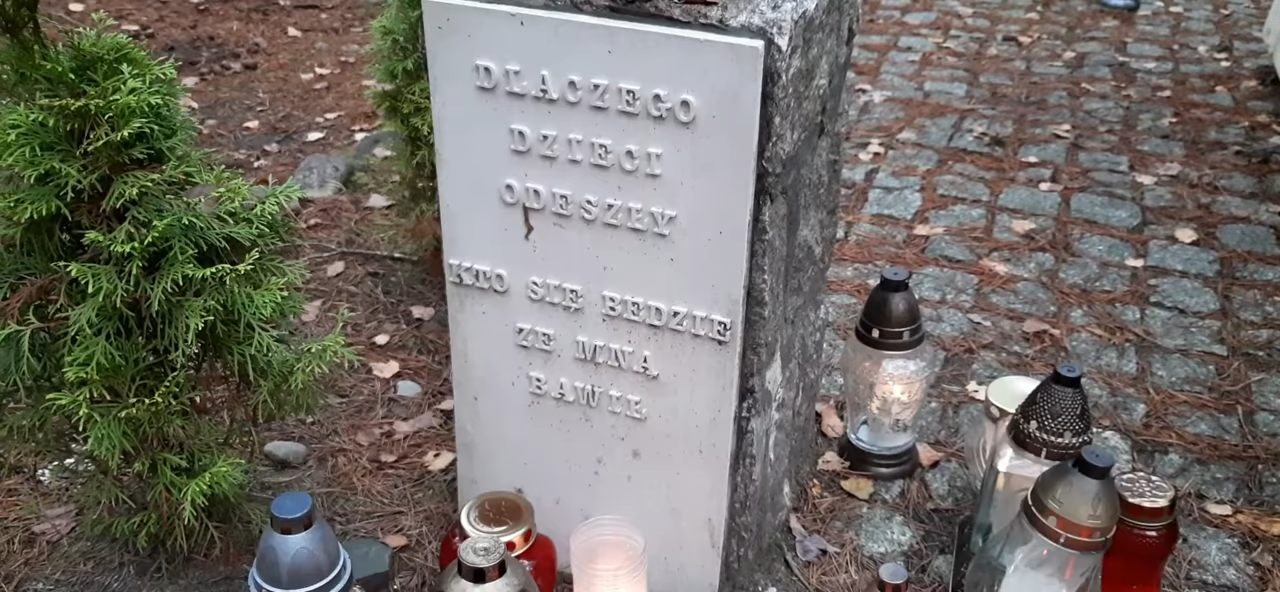 DLACZEGO
DZIECI
ODESZŁY
KTO SIĘ BĘDZIE
ZE MNĄ
BAWIŁ